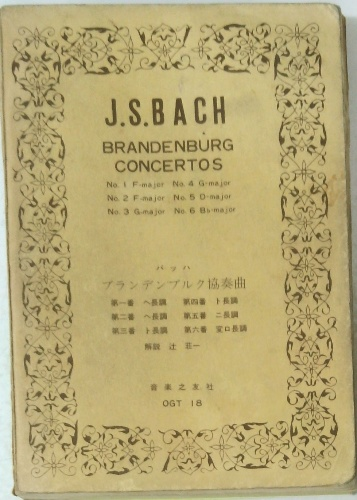 J.S.BACH
BRANDENBURG
CONCERTOS
No. 1 F-major No. 4 G-major
No. 2 F-major No. 5 D-major
No. 3 G-major No. 6 B♭-major
バッハ
ブランデンブルク協奏曲
第一番 ヘ長調 第四番 ト長調
第二番 ヘ長調 第五番 ニ長調
第三番 ト長調 第六番 変ロ長調
解説 辻 荘一
音楽之友社
OGT 18